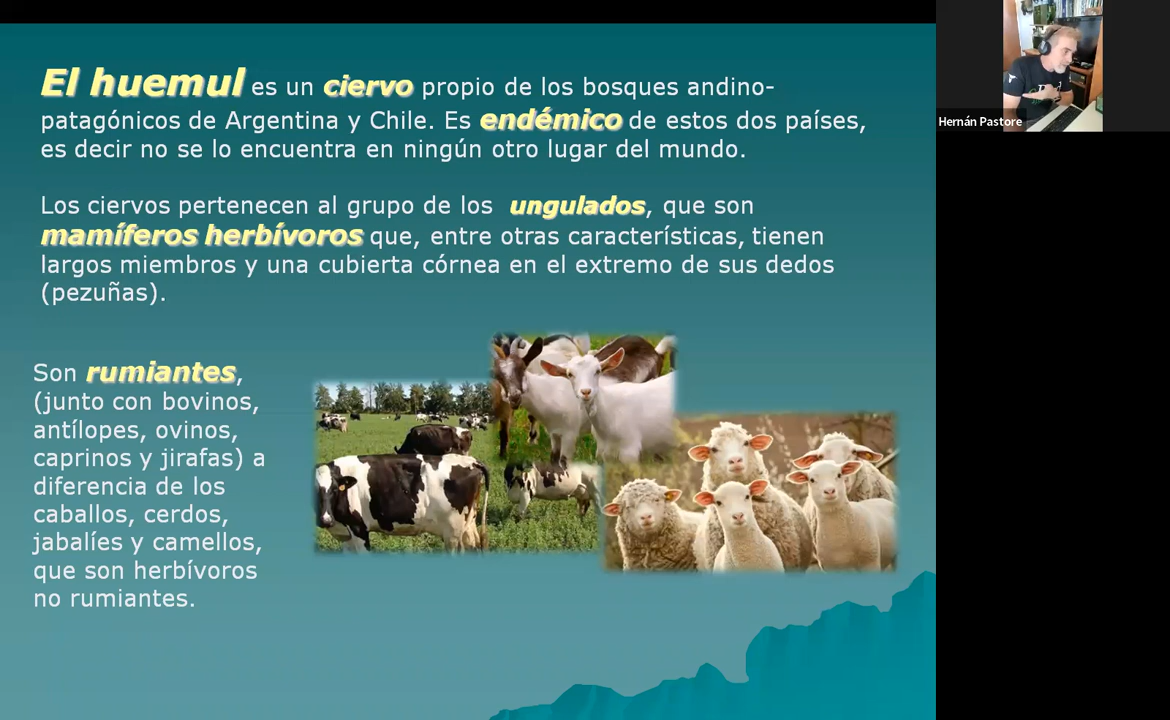 El huemul es un ciervo propio de los bosques andino-
patagónicos de Argentina y Chile. Es endémico de estos dos países,
es decir no se lo encuentra en ningún otro lugar del mundo.
Los ciervos pertenecen al grupo de los ungulados, que son
mamíferos herbívoros que, entre otras características, tienen
largos miembros y una cubierta córnea en el extremo de sus dedos
(pezuñas).
Son rumiantes,
(junto con bovinos,
antílopes, ovinos,
caprinos y jirafas) a
diferencia de los
caballos, cerdos,
jabalíes y camellos,
que son herbívoros
no rumiantes.
Hernán Pastore